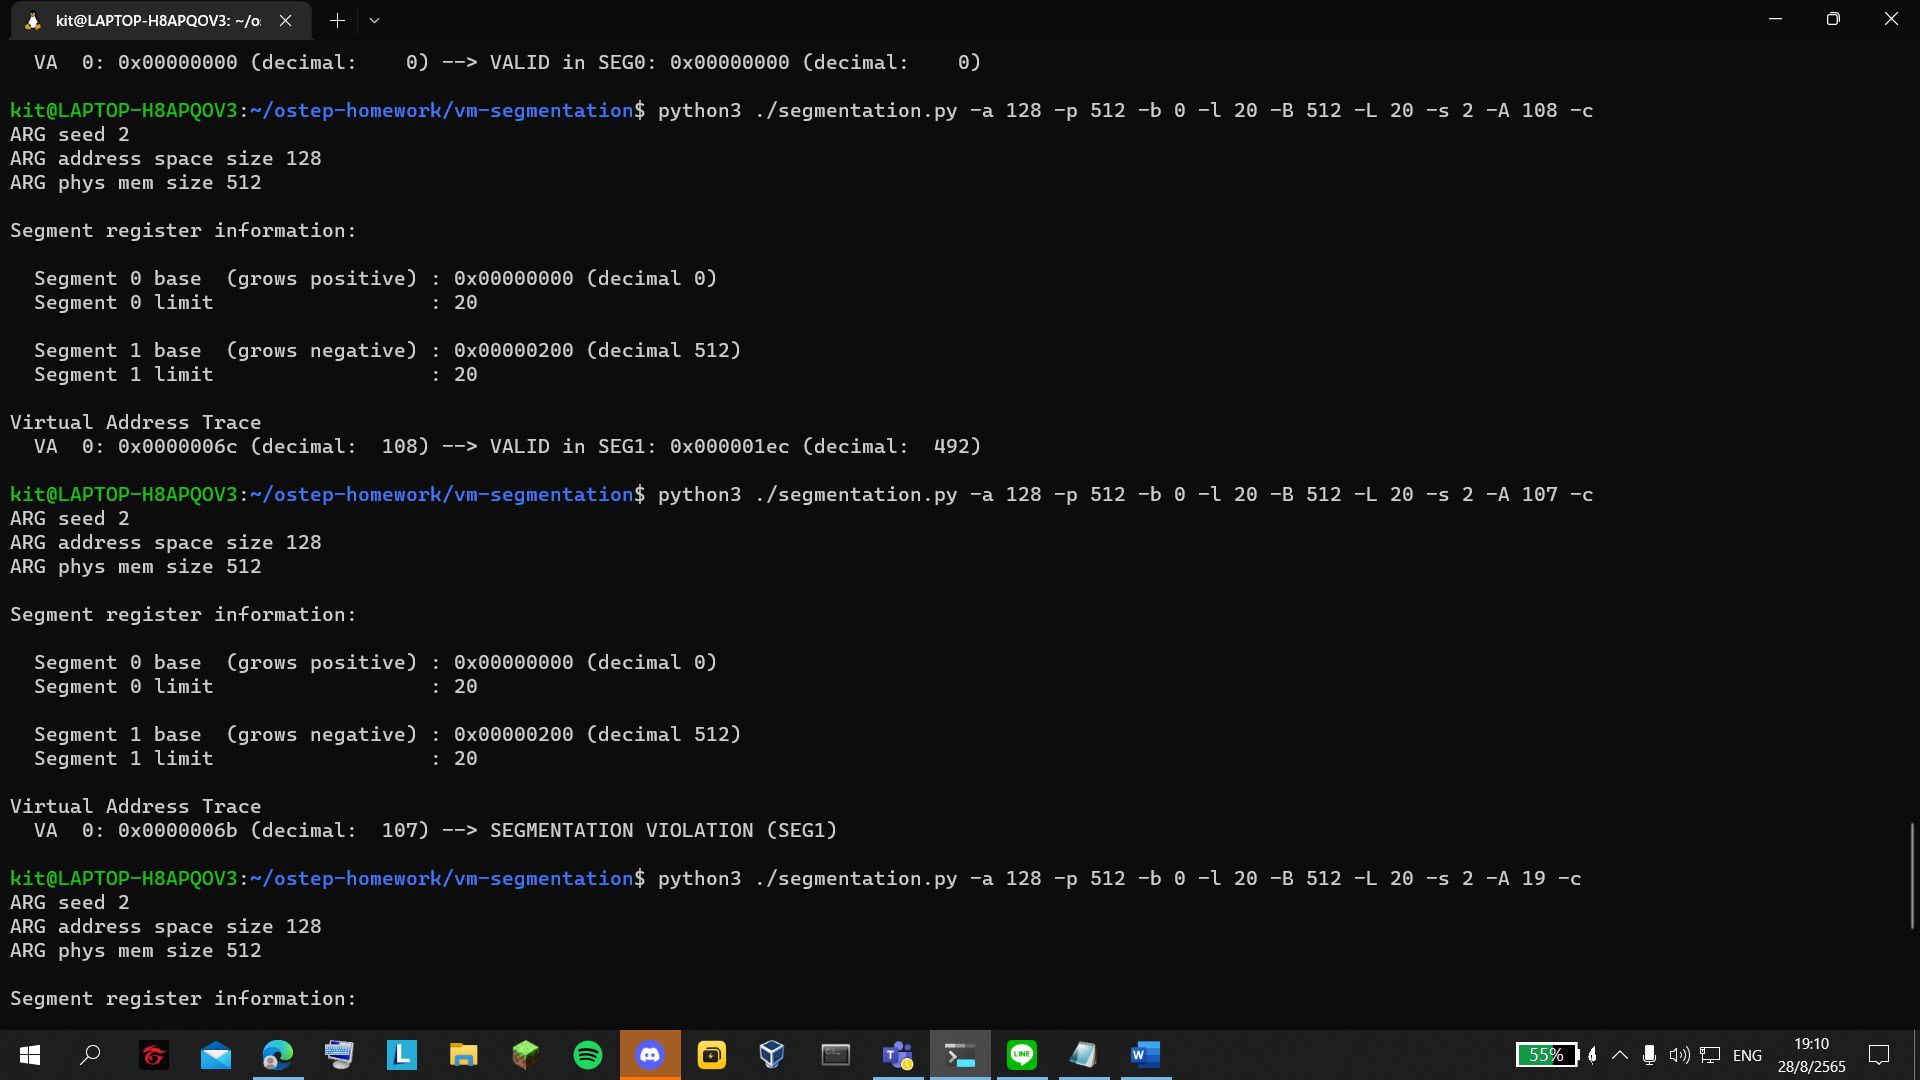 kit@LAPTOP-H8APQOV3: ~/o
VA  0: 0x00000000 (decimal:    0) --> VALID in SEG0: 0x00000000 (decimal:    0)
kit@LAPTOP-H8APQOV3:~/ostep-homework/vm-segmentation$ python3 ./segmentation.py -a 128 -p 512 -b 0 -l 20 -B 512 -L 20 -s 2 -A 108 -c
ARG seed 2
ARG address space size 128
ARG phys mem size 512
Segment register information:
Segment 0 base  (grows positive) : 0x00000000 (decimal 0)
Segment 0 limit                  : 20
Segment 1 base  (grows negative) : 0x00000200 (decimal 512)
Segment 1 limit                  : 20
Virtual Address Trace
VA  0: 0x0000006c (decimal:  108) --> VALID in SEG1: 0x000001ec (decimal:  492)
kit@LAPTOP-H8APQOV3:~/ostep-homework/vm-segmentation$ python3 ./segmentation.py -a 128 -p 512 -b 0 -l 20 -B 512 -L 20 -s 2 -A 107 -c
ARG seed 2
ARG address space size 128
ARG phys mem size 512
Segment register information:
Segment 0 base  (grows positive) : 0x00000000 (decimal 0)
Segment 0 limit                  : 20
Segment 1 base  (grows negative) : 0x00000200 (decimal 512)
Segment 1 limit                  : 20
Virtual Address Trace
VA  0: 0x0000006b (decimal:  107) --> SEGMENTATION VIOLATION (SEG1)
kit@LAPTOP-H8APQOV3:~/ostep-homework/vm-segmentation$ python3 ./segmentation.py -a 128 -p 512 -b 0 -l 20 -B 512 -L 20 -s 2 -A 19 -c
ARG seed 2
ARG address space size 128
ARG phys mem size 512
Segment register information:
L
LINE
W
55%
ENG
19:10
28/8/2565